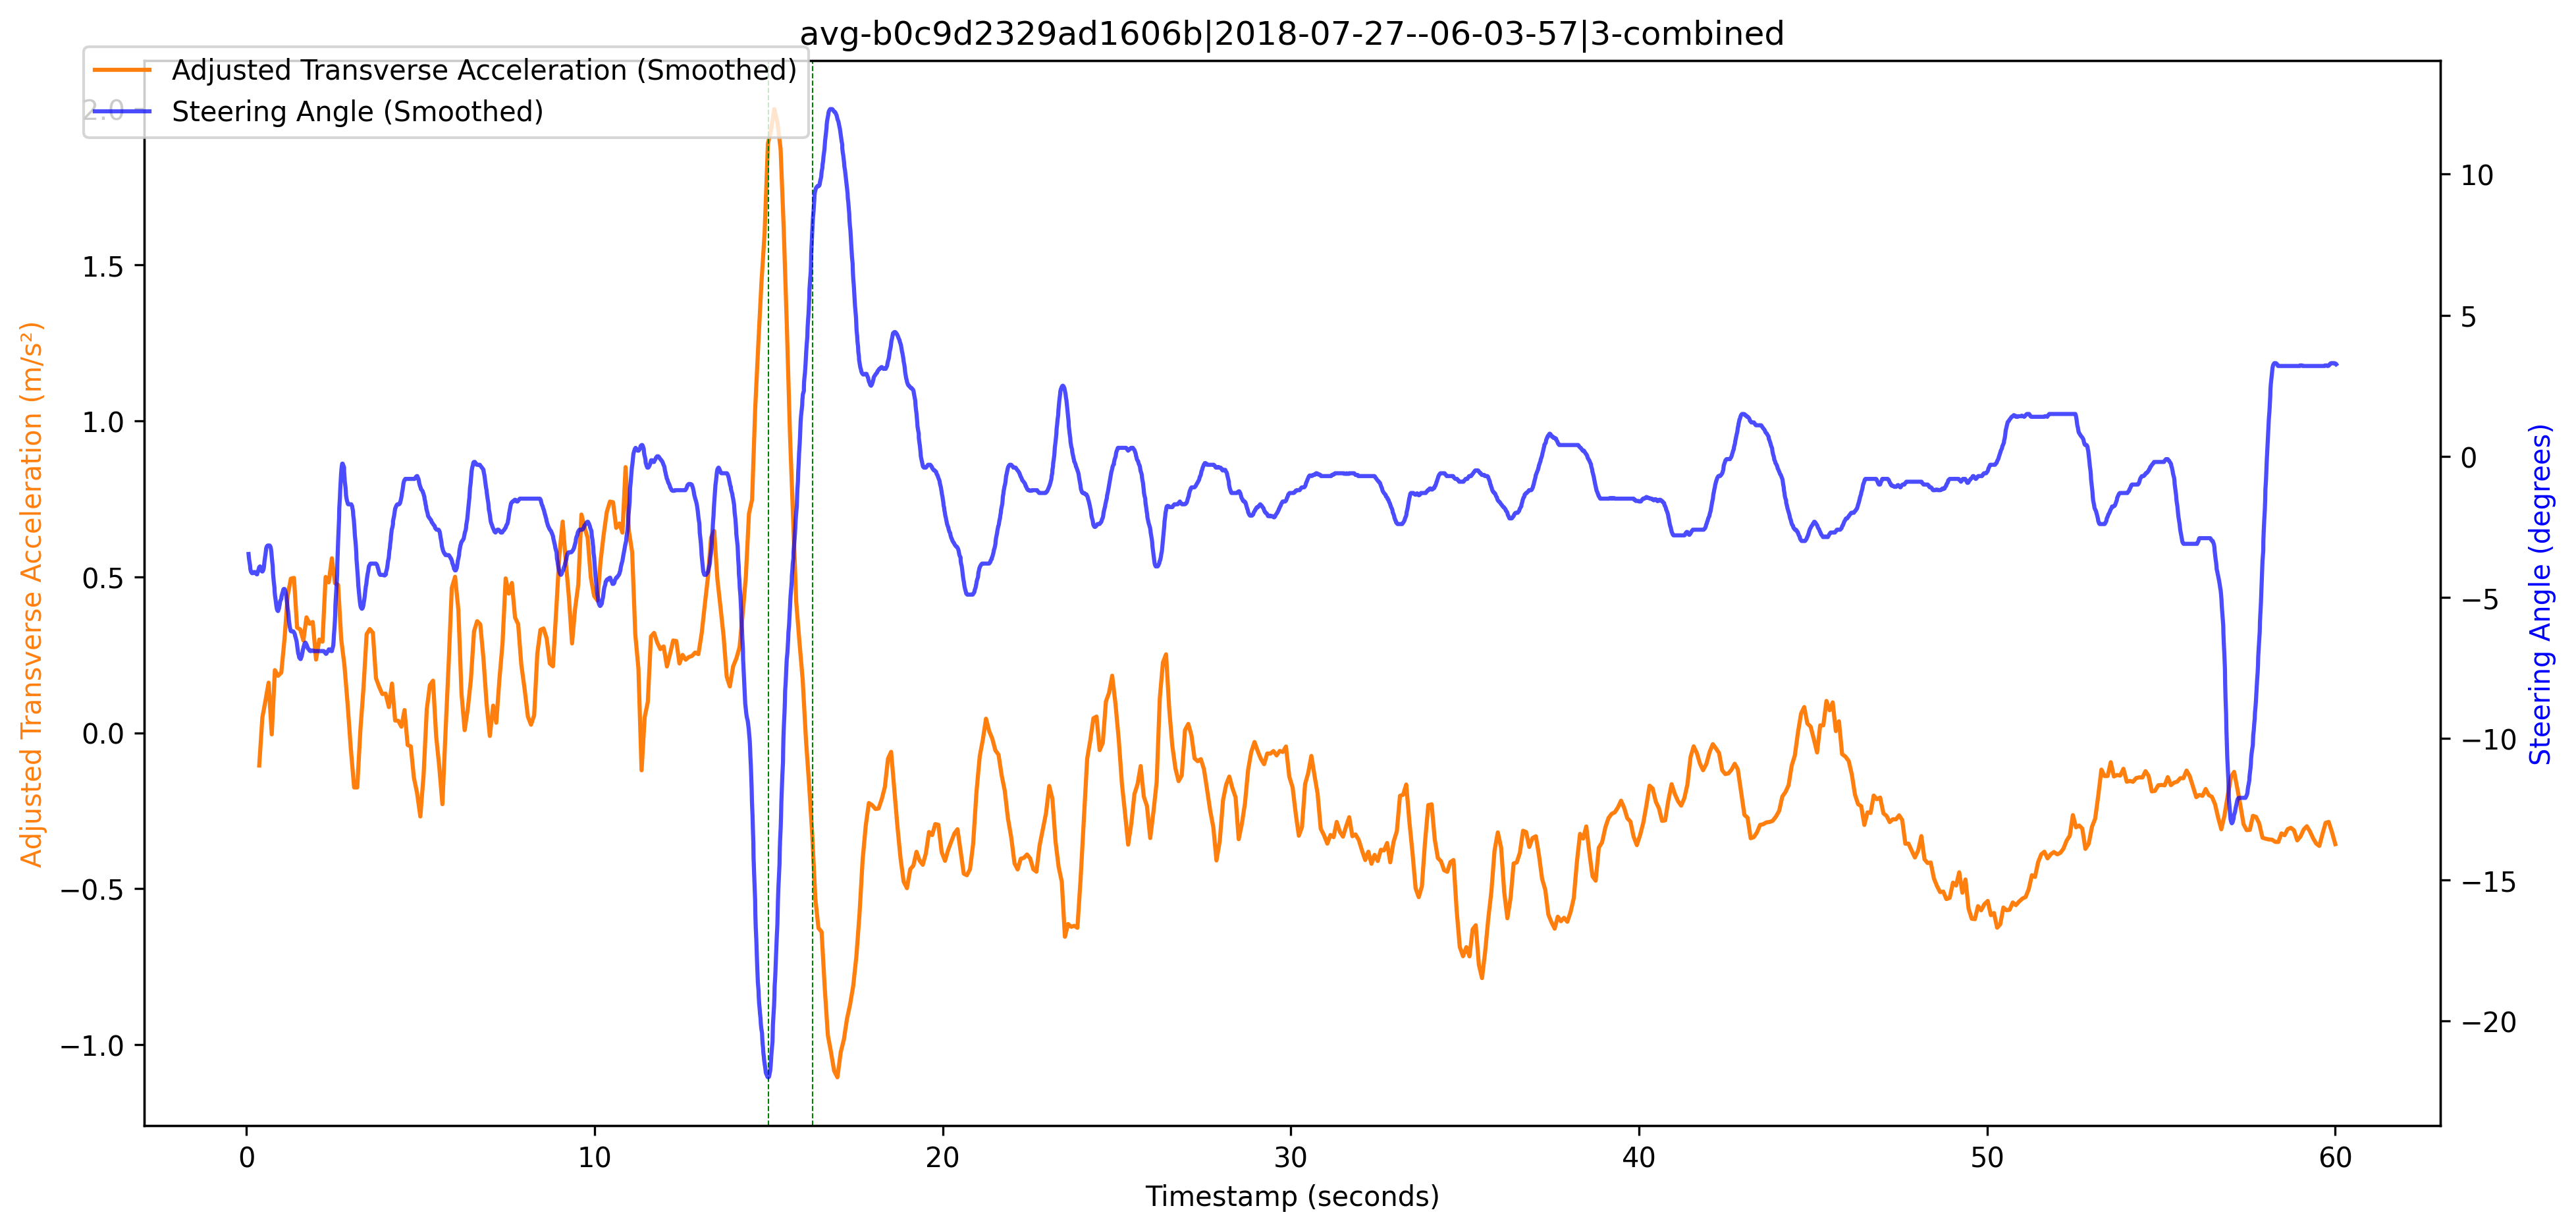 avg-b0c9d2329ad1606b|2018-07-27--06-03-57|3-combined
Adjusted Transverse Acceleration (Smoothed)
Steering Angle (Smoothed)
Adjusted Transverse Acceleration (m/s²)
2.0
1.5
1.0
0.5
0.0
−0.5
−1.0
10
5
0
−5
−10
−15
−20
Steering Angle (degrees)
0 10 20 30 40 50 60
Timestamp (seconds)